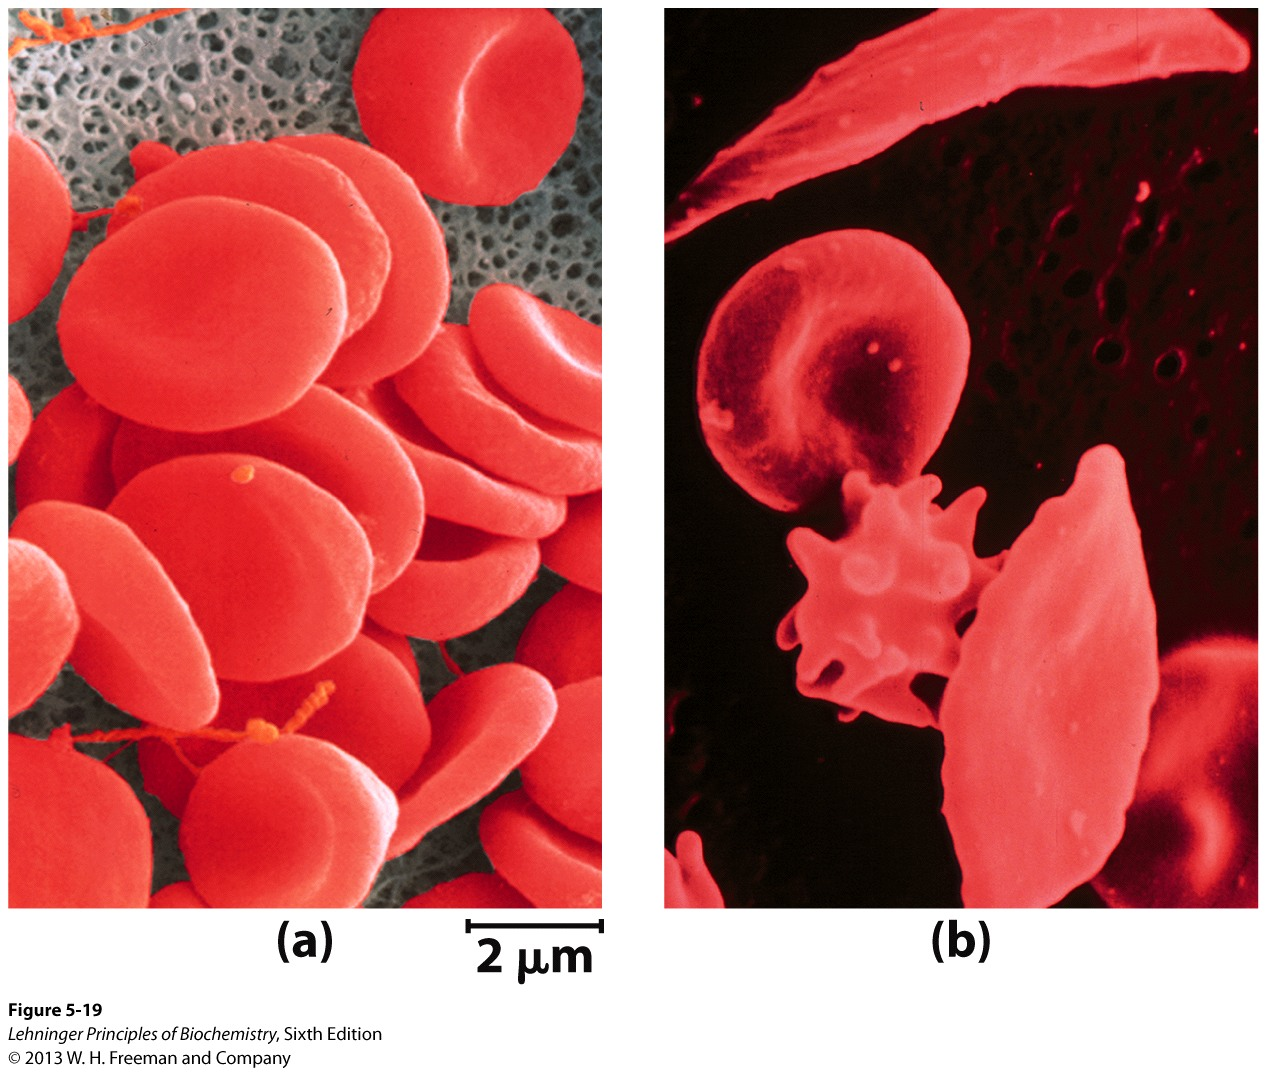 (a)
2 μm
(b)
Figure 5-19
Lehninger Principles of Biochemistry, Sixth Edition
© 2013 W. H. Freeman and Company